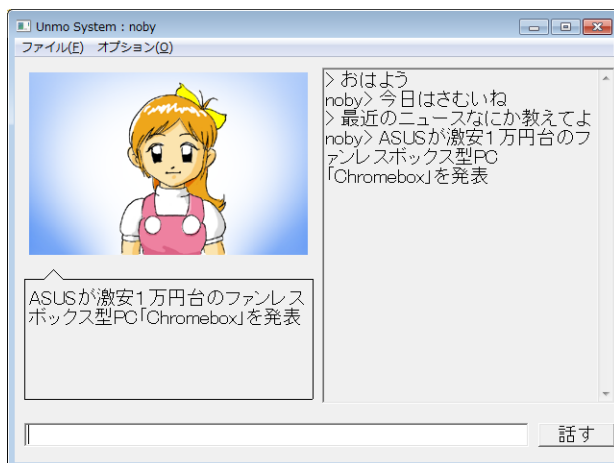 Unmo System : noby
ファイル(F) オプション(O)
> おはよう
noby> 今日はさむいね
> 最近のニュースなにか教えてよ
noby> ASUSが激安１万円台のフ
ァンレスボックス型PC
「Chromebox」を発表
ASUSが激安１万円台のファンレス
ボックス型PC「Chromebox」を発表
話す